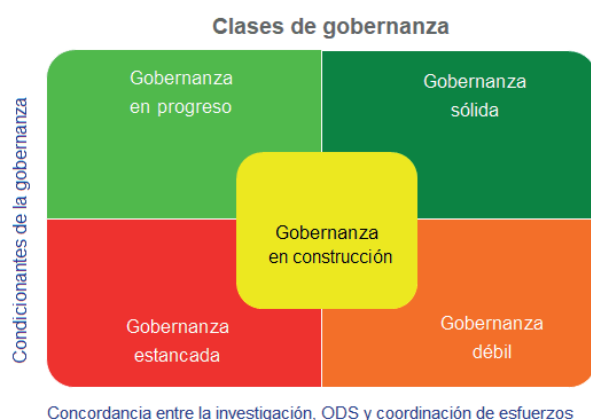 Clases de gobernanza
Condicionantes de la gobernanza
Gobernanza
en progreso
Gobernanza
sólida
Gobernanza
en construcción
Gobernanza
estancada
Gobernanza
débil
Concordancia entre la investigación, ODS y coordinación de esfuerzos